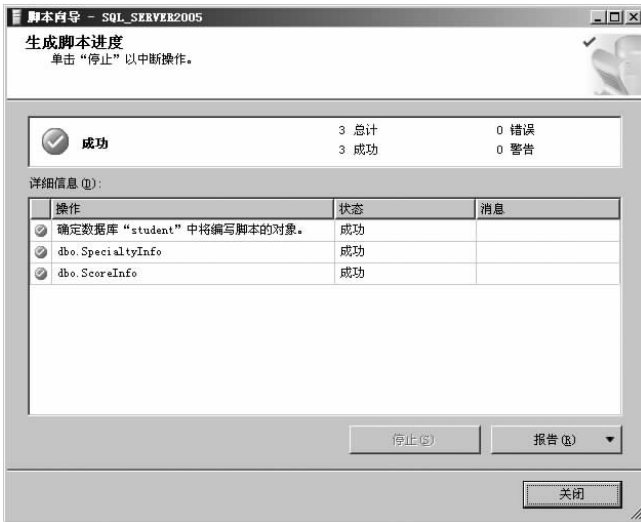 脚本向导 - SQL_SERVER2005
生成脚本进度
单击“停止”以中断操作。
成功
3 总计
0 错误
3 成功
0 警告
详细信息(D):
操作 状态 消息
确定数据库“student”中将编写脚本的对象。 成功
dbo.SpecialtyInfo 成功
dbo.ScoreInfo 成功
停止(S) 报告(R)
关闭